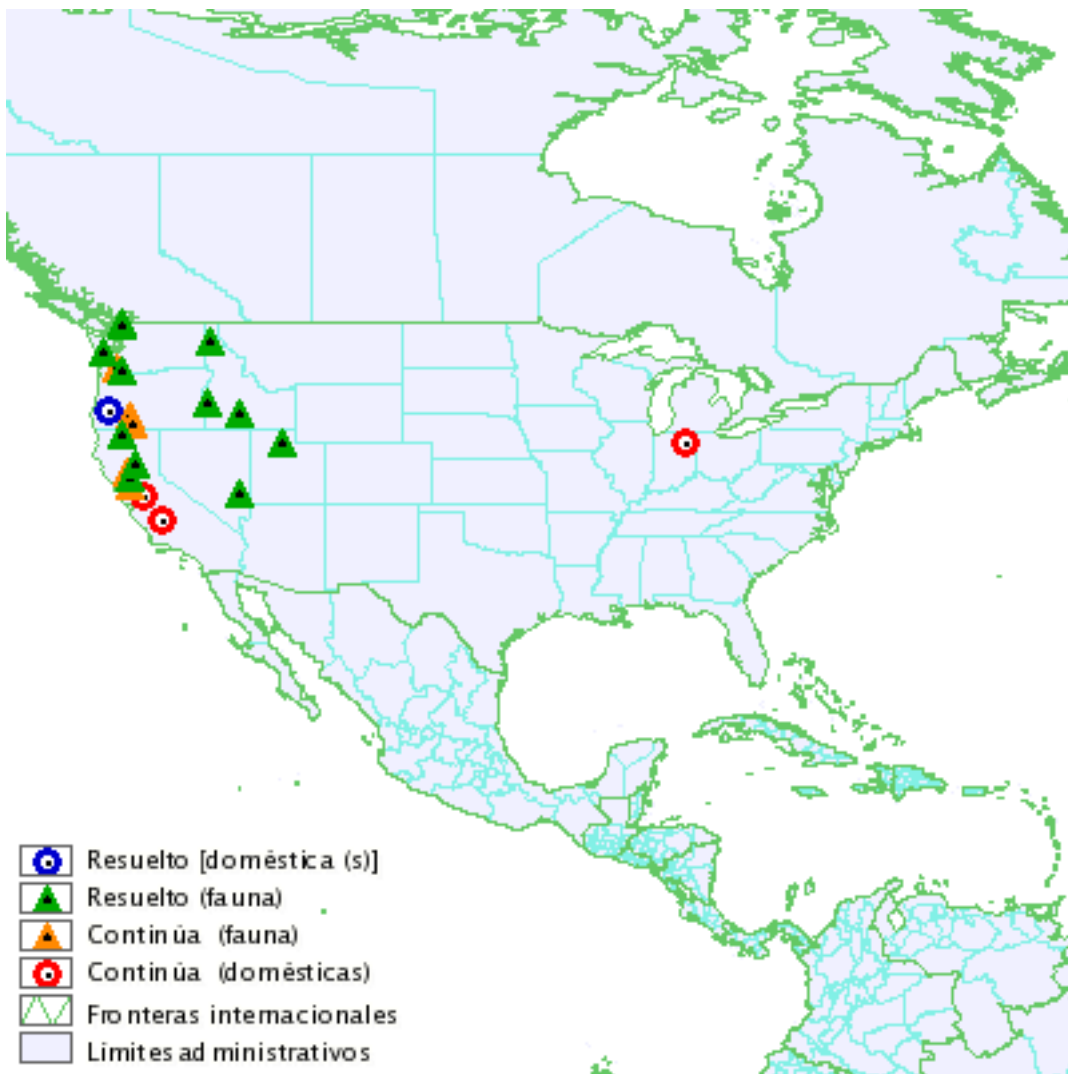 Resuelto [doméstica (s)]
Resuelto (fauna)
Continúa (fauna)
Continúa (domésticas)
Fronteras internacionales
Límites administrativos